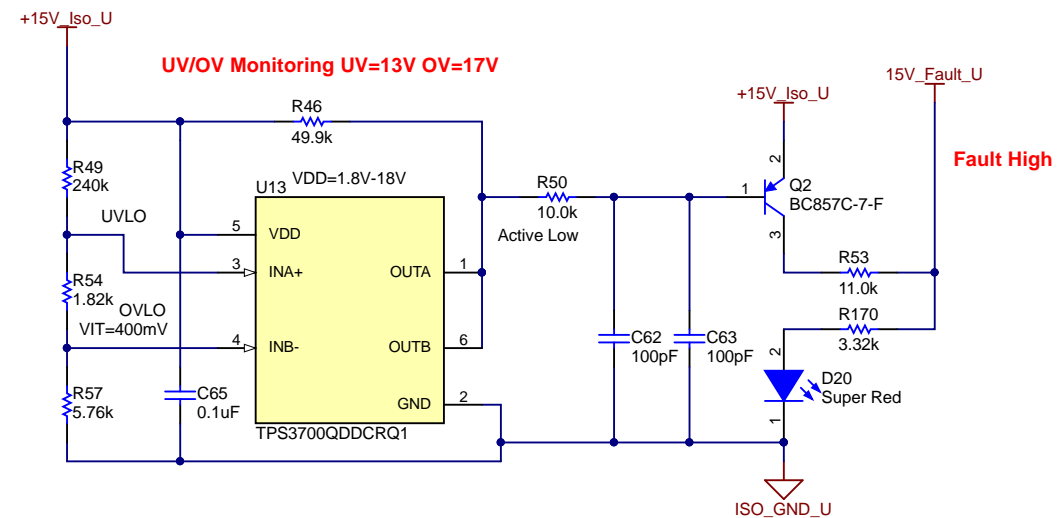 +15V_Iso_U
UV/OV Monitoring UV=13V OV=17V
15V_Fault_U
+15V_Iso_U
R46
49.9k
Fault High
R49
240k
VDD=1.8V-18V
U13
2
R50
10.0k
1
Q2
BC857C-7-F
UVLO
5
VDD
Active Low
3
3
INA+
OUTA
1
R53
11.0k
R54
1.82k
OVLO
VIT=400mV
R170
3.32k
4
INB-
OUTB
6
C62
100pF
C63
100pF
2
D20
Super Red
R57
5.76k
C65
0.1uF
GND
2
1
TPS3700QDDCRQ1
ISO_GND_U